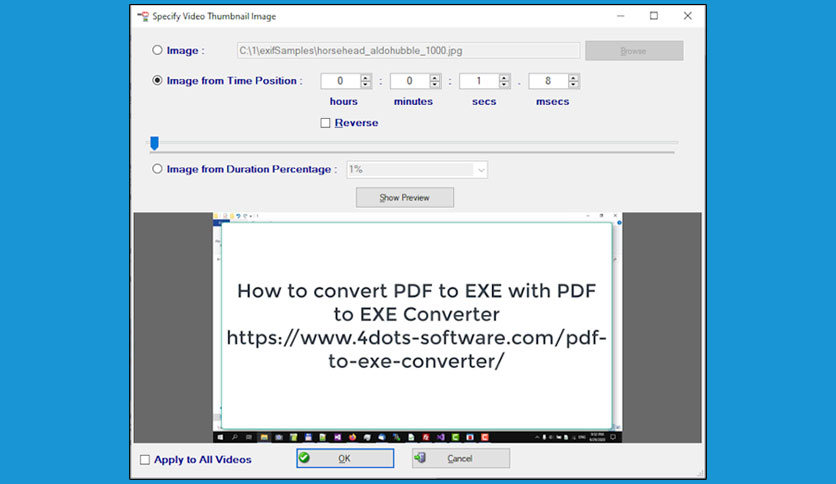 Specify Video Thumbnail Image
Image :
C:\1\exifSamples\horsehead_aldohubble_1000.jpg
Browse
Image from Time Position :
0 : 0 : 1 . 8
hours minutes secs msecs
Reverse
Image from Duration Percentage :
1%
Show Preview
How to convert PDF to EXE with PDF
to EXE Converter
https://www.4dots-software.com/pdf-
to-exe-converter/
Apply to All Videos
OK
Cancel